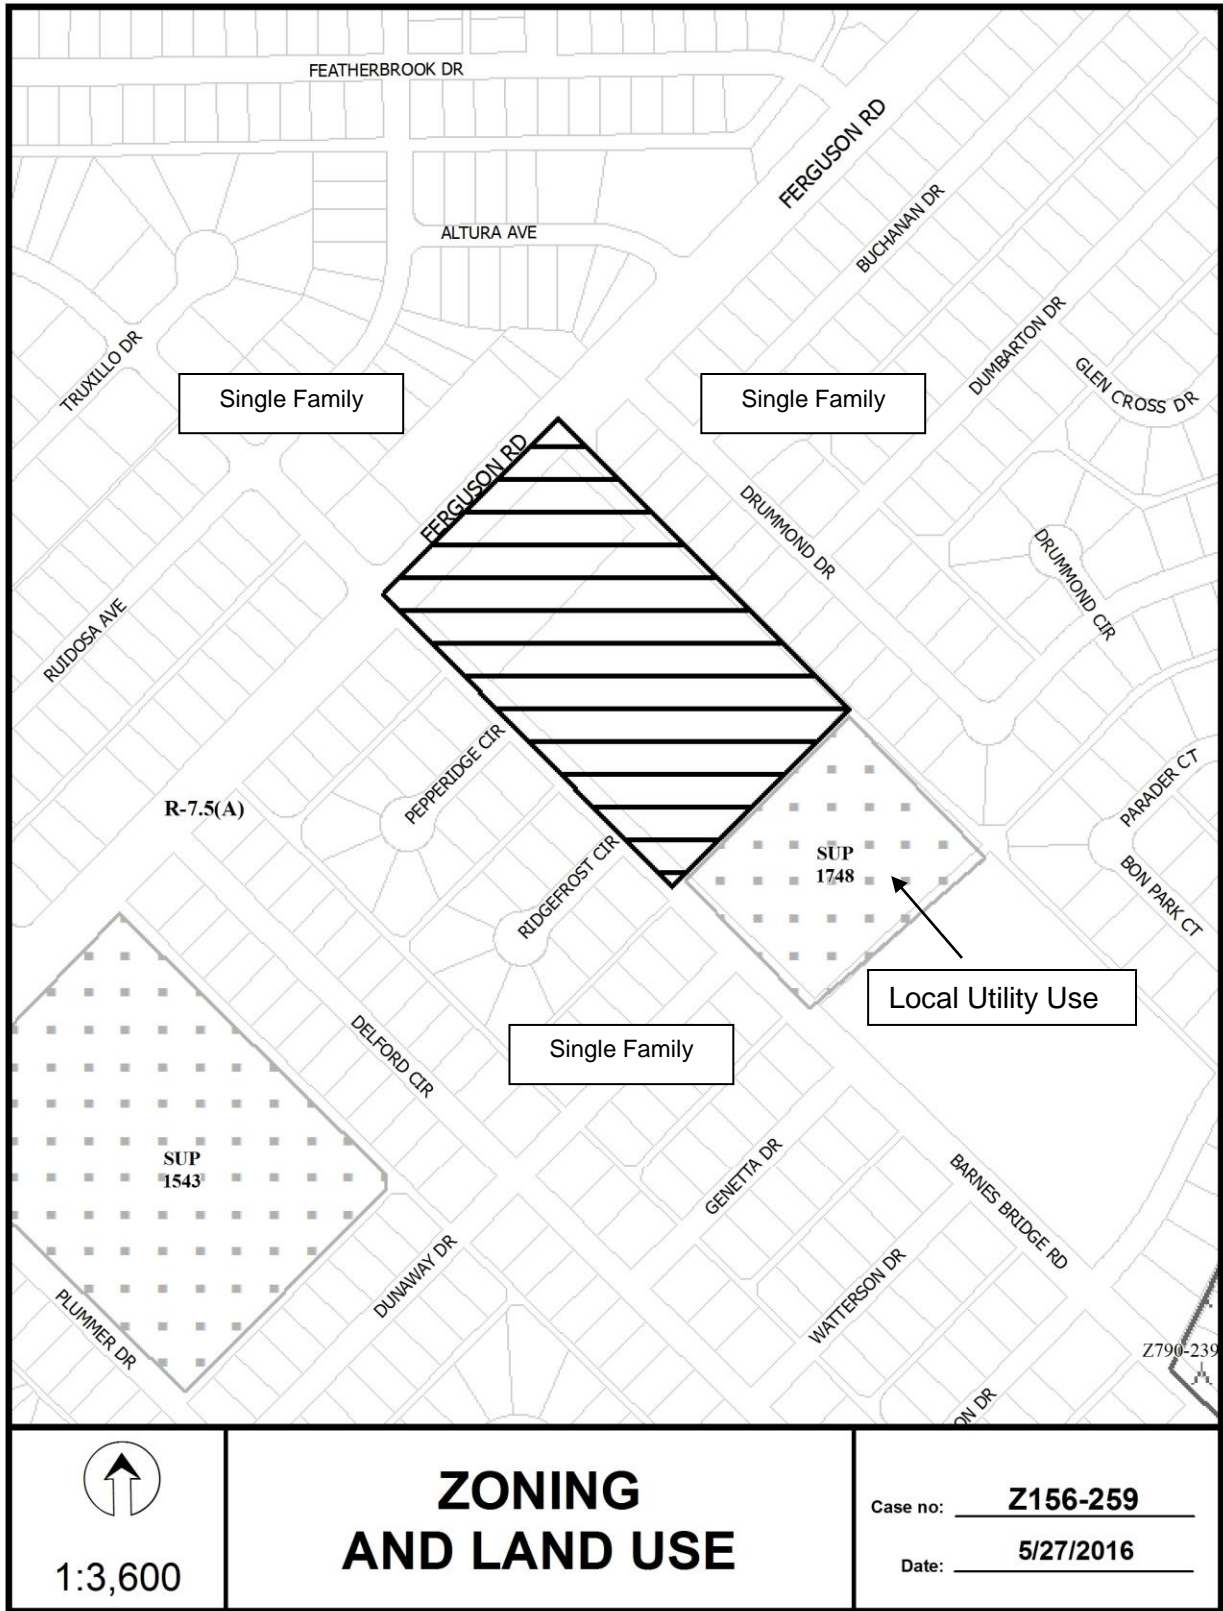 FEATHERBROOK DR
FERGUSON RD
BUCHANAN DR
ALTURA AVE
DUMBARTON DR
TRUXILLO DR
GLEN CROSS DR
Single Family
Single Family
FERGUSON RD
DRUMMOND DR
DRUMMOND CIR
RUIDOSA AVE
PEPPERIDGE CIR
PARADER CT
R-7.5(A)
RIDGEFROST CIR
SUP
1748
BON PARK CT
Local Utility Use
DELFORD CIR
Single Family
SUP
1543
GENETTA DR
BARNES BRIDGE RD
DUNAWAY DR
WATTERSON DR
PLUMMER DR
Z790-239
ON DR
1:3,600
ZONING
AND LAND USE
Case no: Z156-259
Date: 5/27/2016